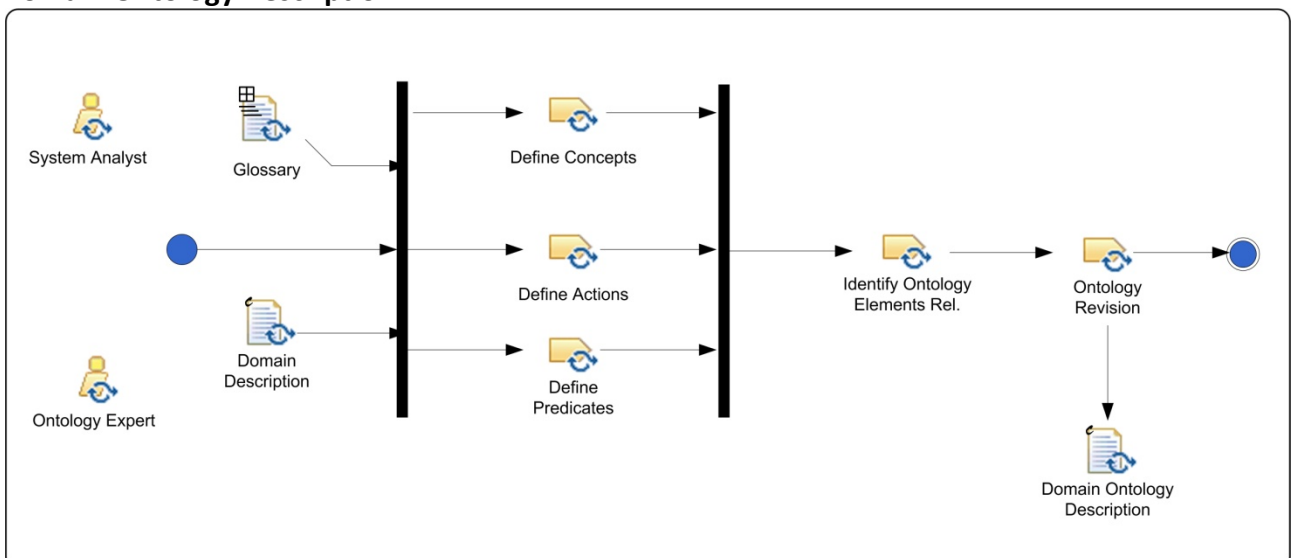 System Analyst
Glossary
Define Concepts
Define Actions
Identify Ontology
Elements Rel.
Ontology
Revision
Domain
Description
Define
Predicates
Ontology Expert
Domain Ontology
Description